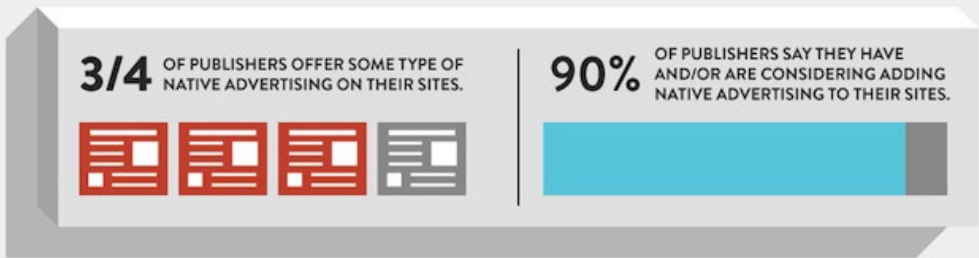 3/4 OF PUBLISHERS OFFER SOME TYPE OF
NATIVE ADVERTISING ON THEIR SITES.
90% OF PUBLISHERS SAY THEY HAVE
AND/OR ARE CONSIDERING ADDING
NATIVE ADVERTISING TO THEIR SITES.